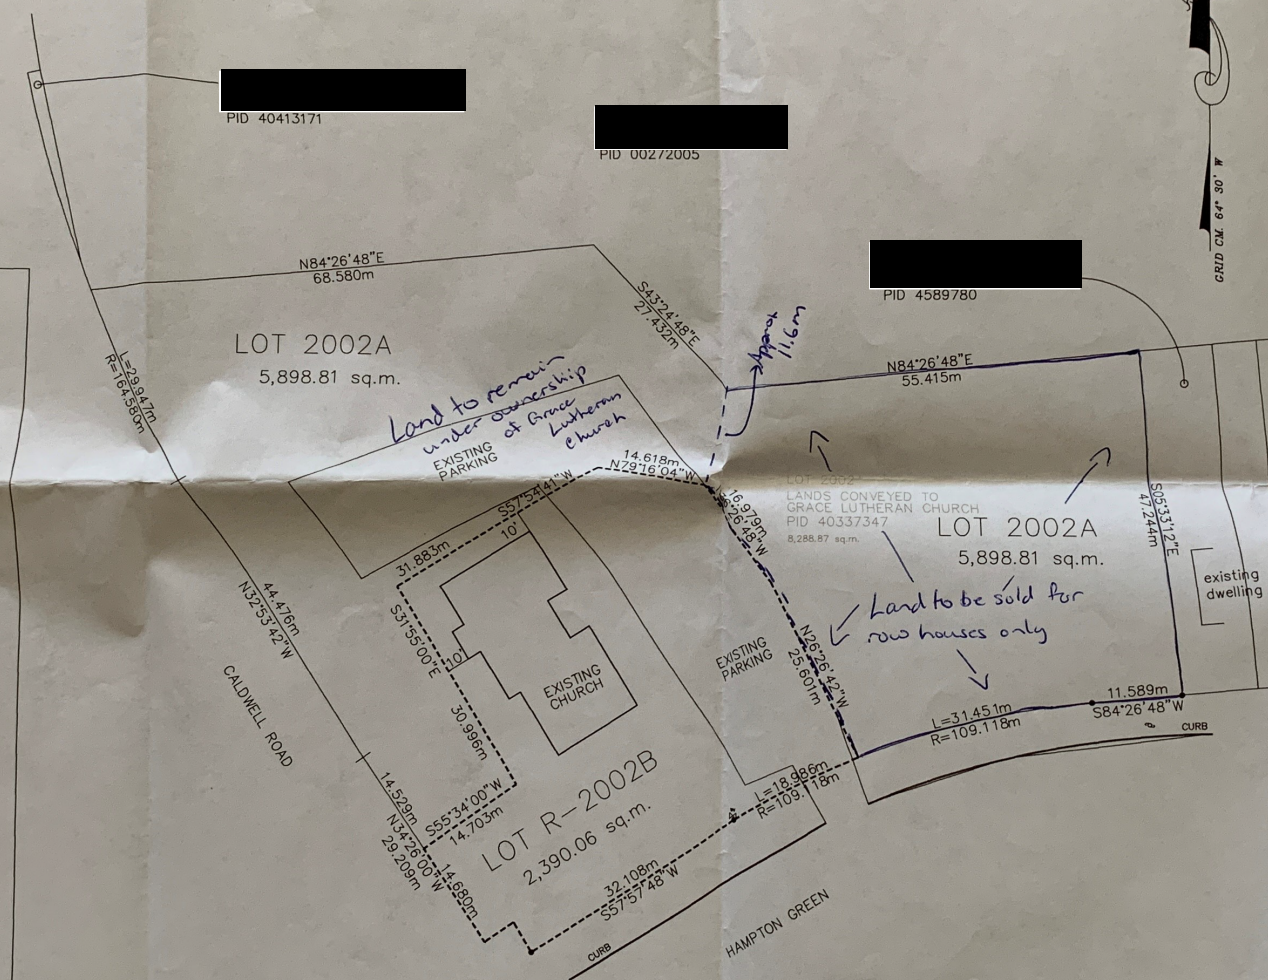 PID 40413171
PID 00272005
GRID CM. 64° 30' W
PID 4589780
N84°26'48"E
68.580m
S43°24'48"E
27.432m
Approx
11.6m
N84°26'48"E
55.415m
LOT 2002A
5,898.81 sq.m.
L=29.947m
R=164.580m
Land to remain
under ownership
of Grace
Lutheran
Church
EXISTING
PARKING
14.618m
N79°16'04"W
S57°54'41"W
31.883m
10'
16.979m
26'48"W
LOT 2002
LANDS CONVEYED TO
GRACE LUTHERAN CHURCH
PID 40337347
8,288.87 sq.m.
LOT 2002A
5,898.81 sq.m.
S05°33'12"E
47.244m
existing
dwelling
Land to be sold for
row houses only
44.476m
N32°53'42"W
S31°55'00"E
30.996m
10'
EXISTING
CHURCH
EXISTING
PARKING
N26°26'42"W
25.601m
CALDWELL ROAD
L=31.451m
R=109.118m
11.589m
S84°26'48"W
CURB
14.529m
N34°26'00"W
29.209m
S55°34'00"W
14.703m
14.680m
LOT R-2002B
2,390.06 sq.m.
L=18.986m
R=109.118m
32.108m
S57°57'48"W
CURB
HAMPTON GREEN